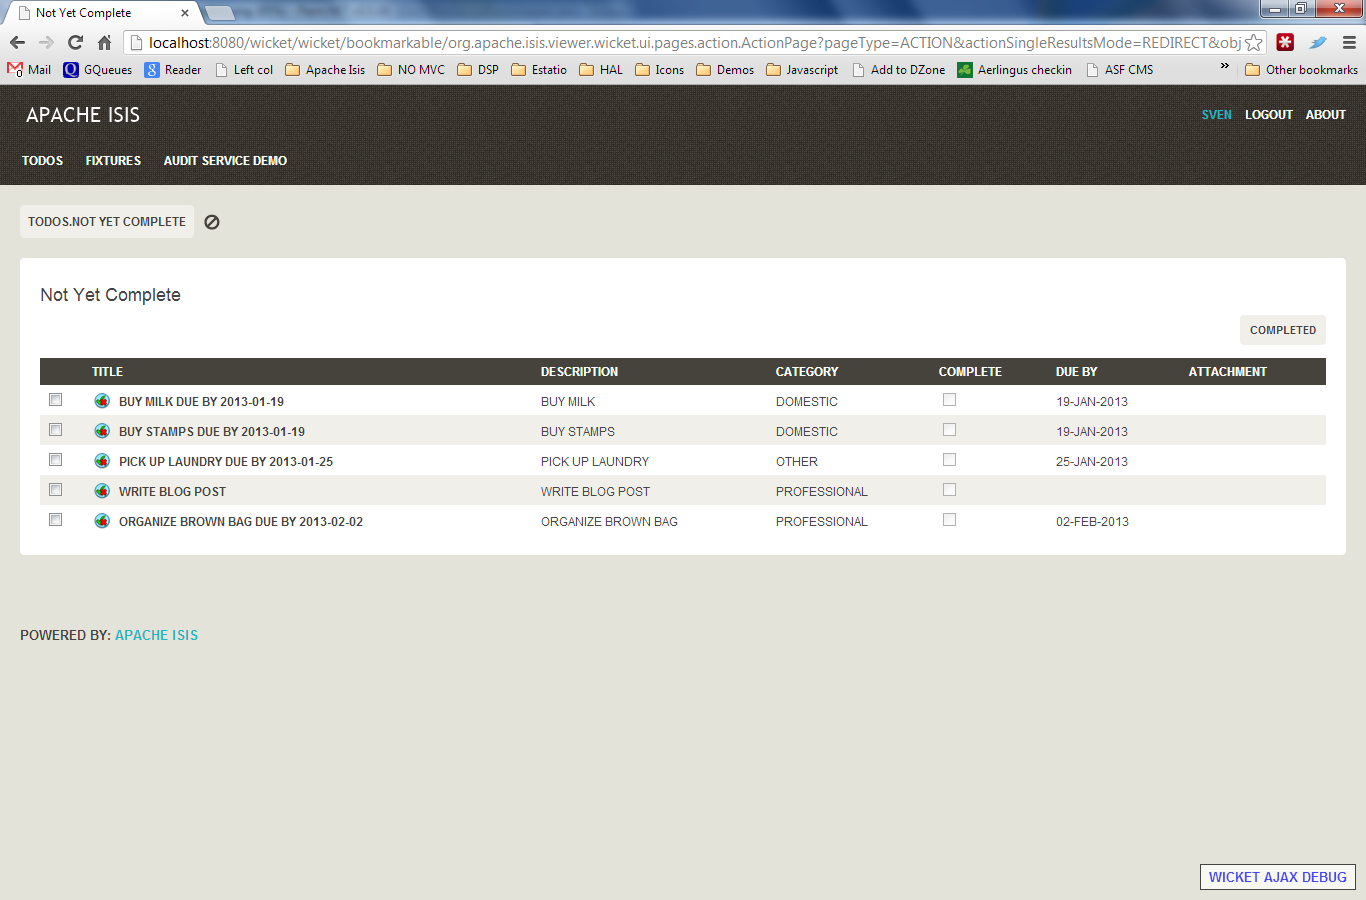 Not Yet Complete
localhost:8080/wicket/wicket/bookmarkable/org.apache.isis.viewer.wicket.ui.pages.action.ActionPage?pageType=ACTION&actionSingleResultsMode=REDIRECT&obj
Mail GQueues Reader Left col Apache Isis NO MVC DSP Estatio HAL Icons Demos Javascript Add to DZone Aerlingus checkin ASF CMS » Other bookmarks
APACHE ISIS SVEN LOGOUT ABOUT
TODOS FIXTURES AUDIT SERVICE DEMO
TODOS.NOT YET COMPLETE
Not Yet Complete
COMPLETED
TITLE DESCRIPTION CATEGORY COMPLETE DUE BY ATTACHMENT
BUY MILK DUE BY 2013-01-19 BUY MILK DOMESTIC 19-JAN-2013
BUY STAMPS DUE BY 2013-01-19 BUY STAMPS DOMESTIC 19-JAN-2013
PICK UP LAUNDRY DUE BY 2013-01-25 PICK UP LAUNDRY OTHER 25-JAN-2013
WRITE BLOG POST WRITE BLOG POST PROFESSIONAL
ORGANIZE BROWN BAG DUE BY 2013-02-02 ORGANIZE BROWN BAG PROFESSIONAL 02-FEB-2013
POWERED BY: APACHE ISIS
WICKET AJAX DEBUG